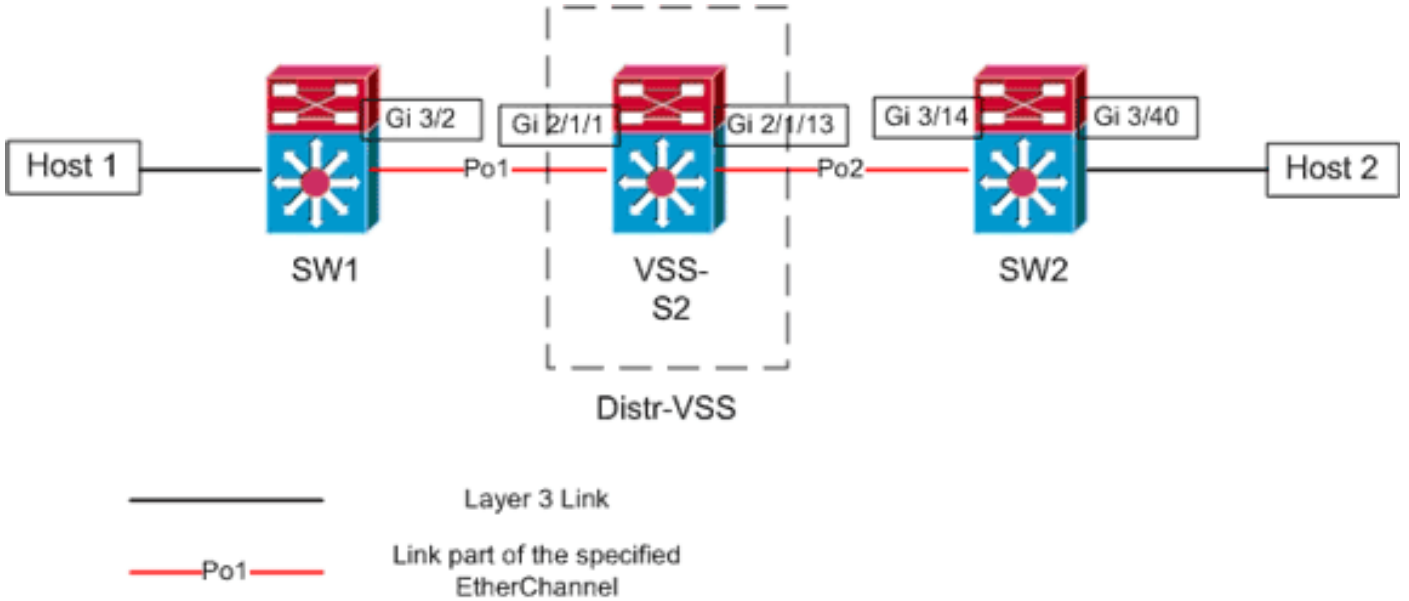 Gi 3/2
Gi 2/1/1
Gi 2/1/13
Gi 3/14
Gi 3/40
Host 1
Po1
Po2
Host 2
SW1
VSS-
S2
SW2
Distr-VSS
Layer 3 Link
Po1
Link part of the specified
EtherChannel